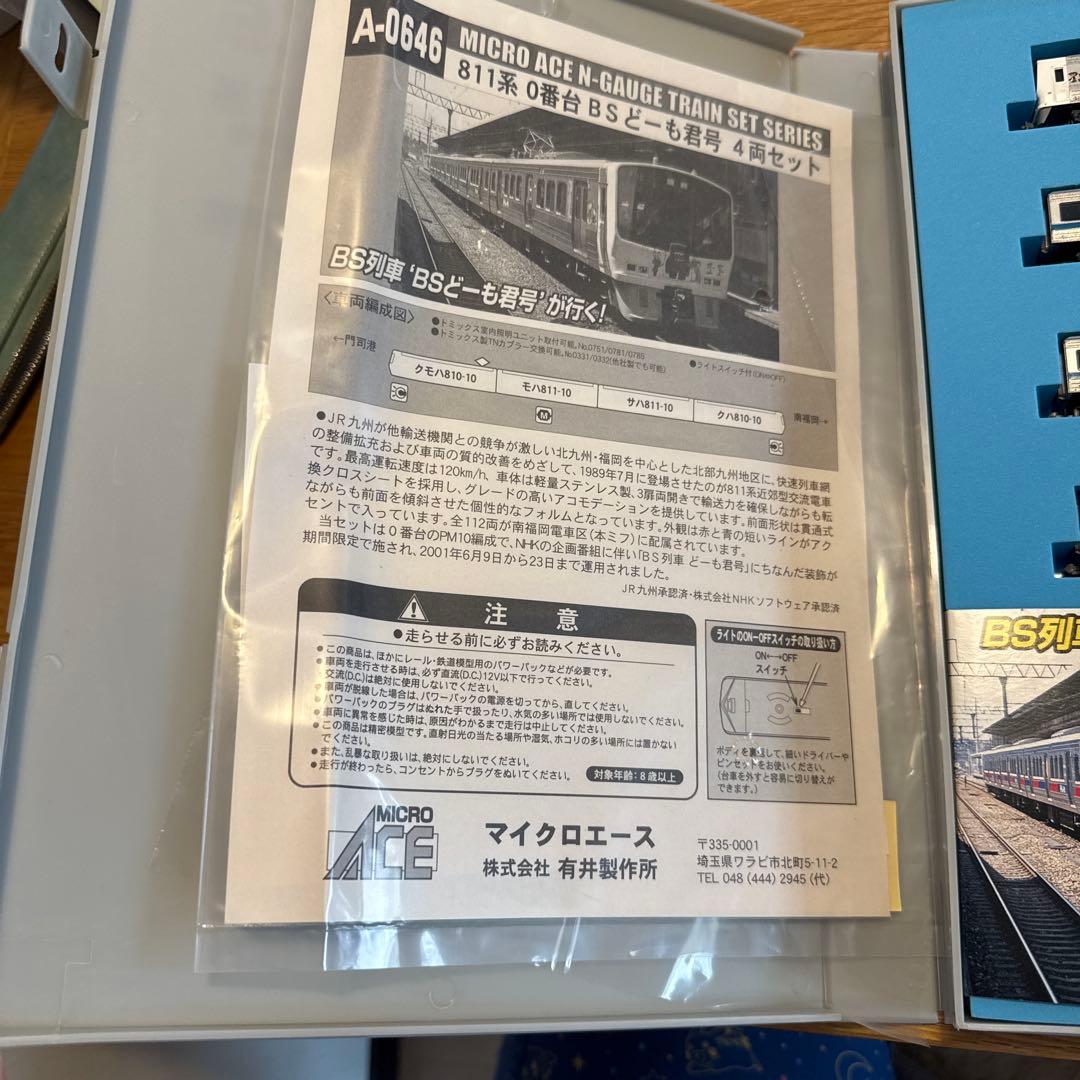 A-0646
MICRO ACE N-GAUGE TRAIN SET SERIES
811系 0番台 BS どーも君号 4両セット
BS列車‘BSどーも君号’が行く!
〈車両編成図〉
●トミックス室内照明ユニット取付可能。No.0751/0781/0785
●トミックス製TNカプラー交換可能。No.0331/0332(他社製でも可能)
●ライトスイッチ付(ON⇔OFF)
←門司港
クモハ810-10
モハ811-10
サハ811-10
クハ810-10
南福岡→
C
M
●JR九州が他輸送機関との競争が激しい北九州・福岡を中心とした北部九州地区に、快速列車網
の整備拡充および車両の質的改善をめざして、1989年7月に登場させたのが811系近郊型交流電車
です。最高運転速度は120km/h、車体は軽量ステンレス製、3扉両開きで輸送力を確保しながらも転
換クロスシートを採用し、グレードの高いアコモデーションを提供しています。前面形状は貫通式
ながらも前面を傾斜させた個性的なフォルムとなっています。外観は赤と青の短いラインがアク
セントで入っています。全112両が南福岡電車区(本ミフ)に配属されています。
当セットは0番台のPM10編成で、NHKの企画番組に伴い「BS列車 どーも君号」にちなんだ装飾が
期間限定で施され、2001年6月9日から23日まで運用されました。
JR九州承認済・株式会社NHKソフトウェア承認済
注 意
●走らせる前に必ずお読みください。
●この商品は、ほかにレール・鉄道模型用のパワーパックなどが必要です。
●車両を走行させる時は、必ず直流(D.C.)12V以下で行ってください。
交流(D.C.)は絶対に使用しないでください。
●車両が脱線した場合は、パワーパックの電源を切ってから、直してください。
●パワーパックのプラグはぬれた手で扱ったり、水気の多い場所では使用しないでください。
●車両に異常を感じた時は、原因がわかるまで走行は中止してください。
●この商品は精密模型です。直射日光の当たる場所や湿気、ホコリの多い場所には置かない
でください。
●また、乱暴な取り扱いは、絶対にしないでください。
●走行が終わったら、コンセントからプラグをぬいてください。
対象年齢:8歳以上
ライトのON-OFFスイッチの取り扱い方
ON←→OFF
スイッチ
ボディを裏返して、細いドライバーや
ピンセットをお使いください。
(台車を外すと容易に切り替えが
できます。)
MICRO
ACE
マイクロエース
株式会社 有井製作所
〒335-0001
埼玉県ワラビ市北町5-11-2
TEL 048 (444) 2945 (代)
BS列